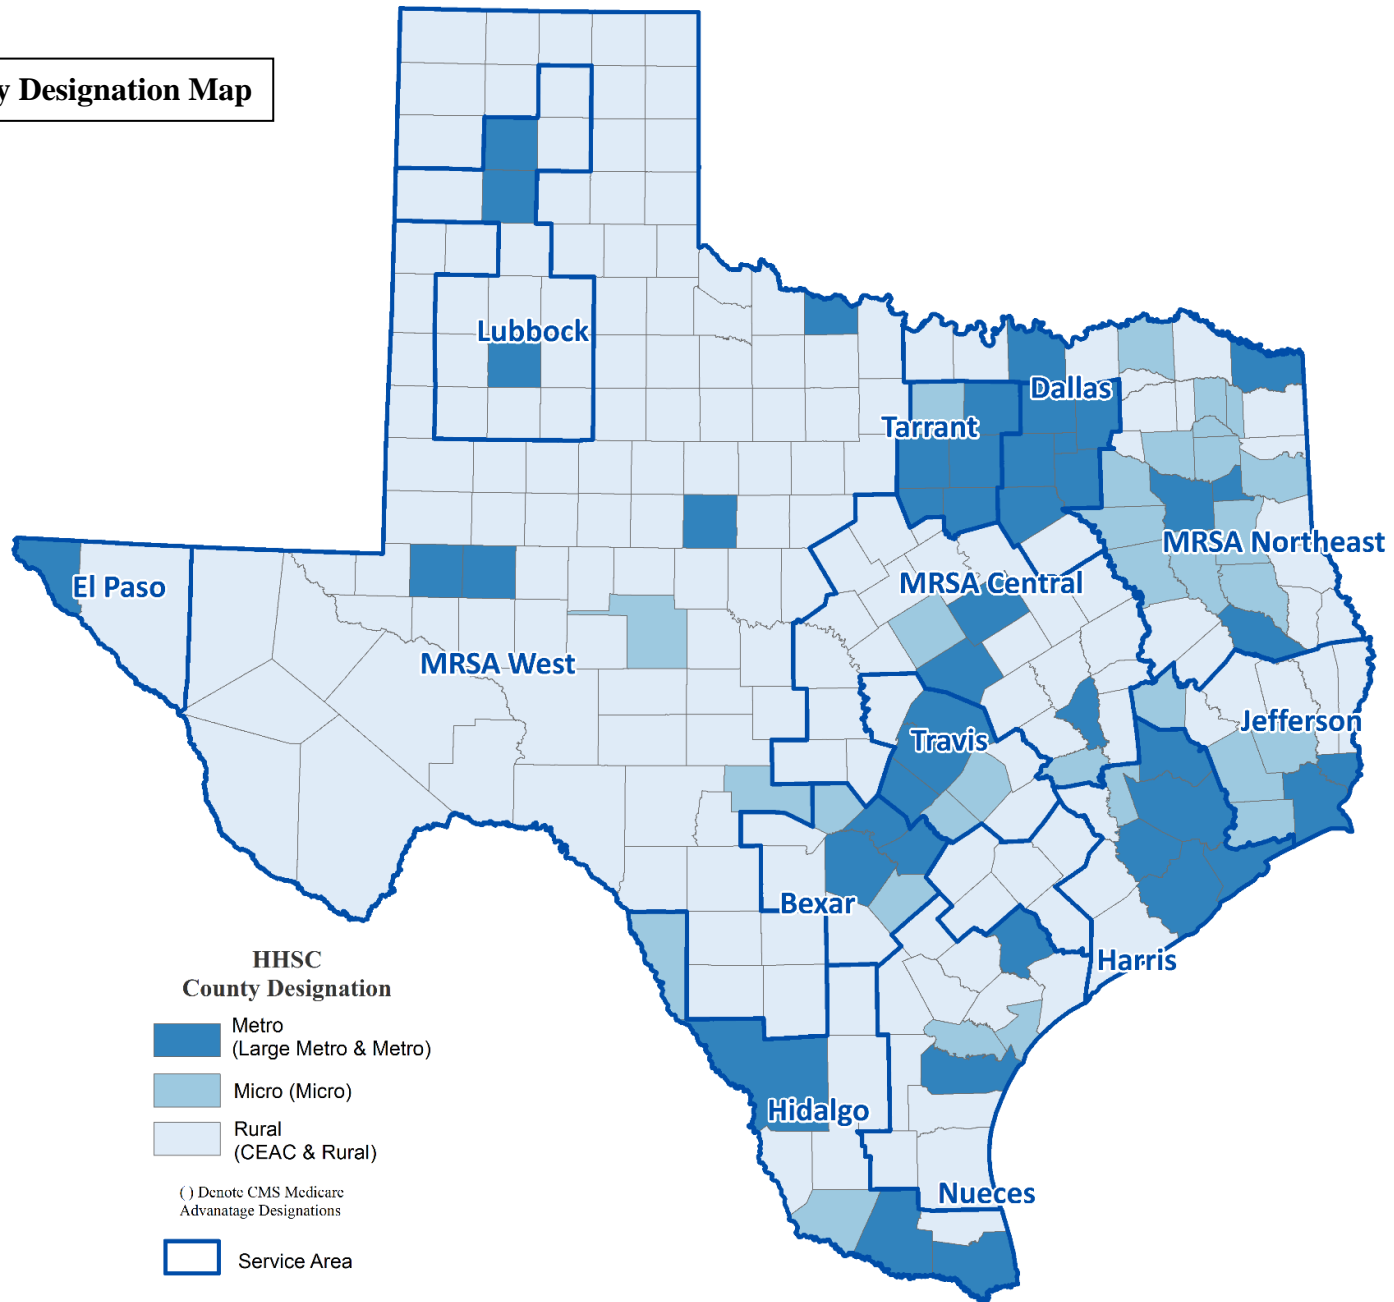 y Designation Map
Lubbock
Dallas
Tarrant
MRSA Northeast
El Paso
MRSA Central
MRSA West
Jefferson
Travis
Bexar
Harris
HHSC
County Designation
Metro
(Large Metro & Metro)
Micro (Micro)
Rural
(CEAC & Rural)
( ) Denote CMS Medicare
Advanatage Designations
Service Area
Hidalgo
Nueces